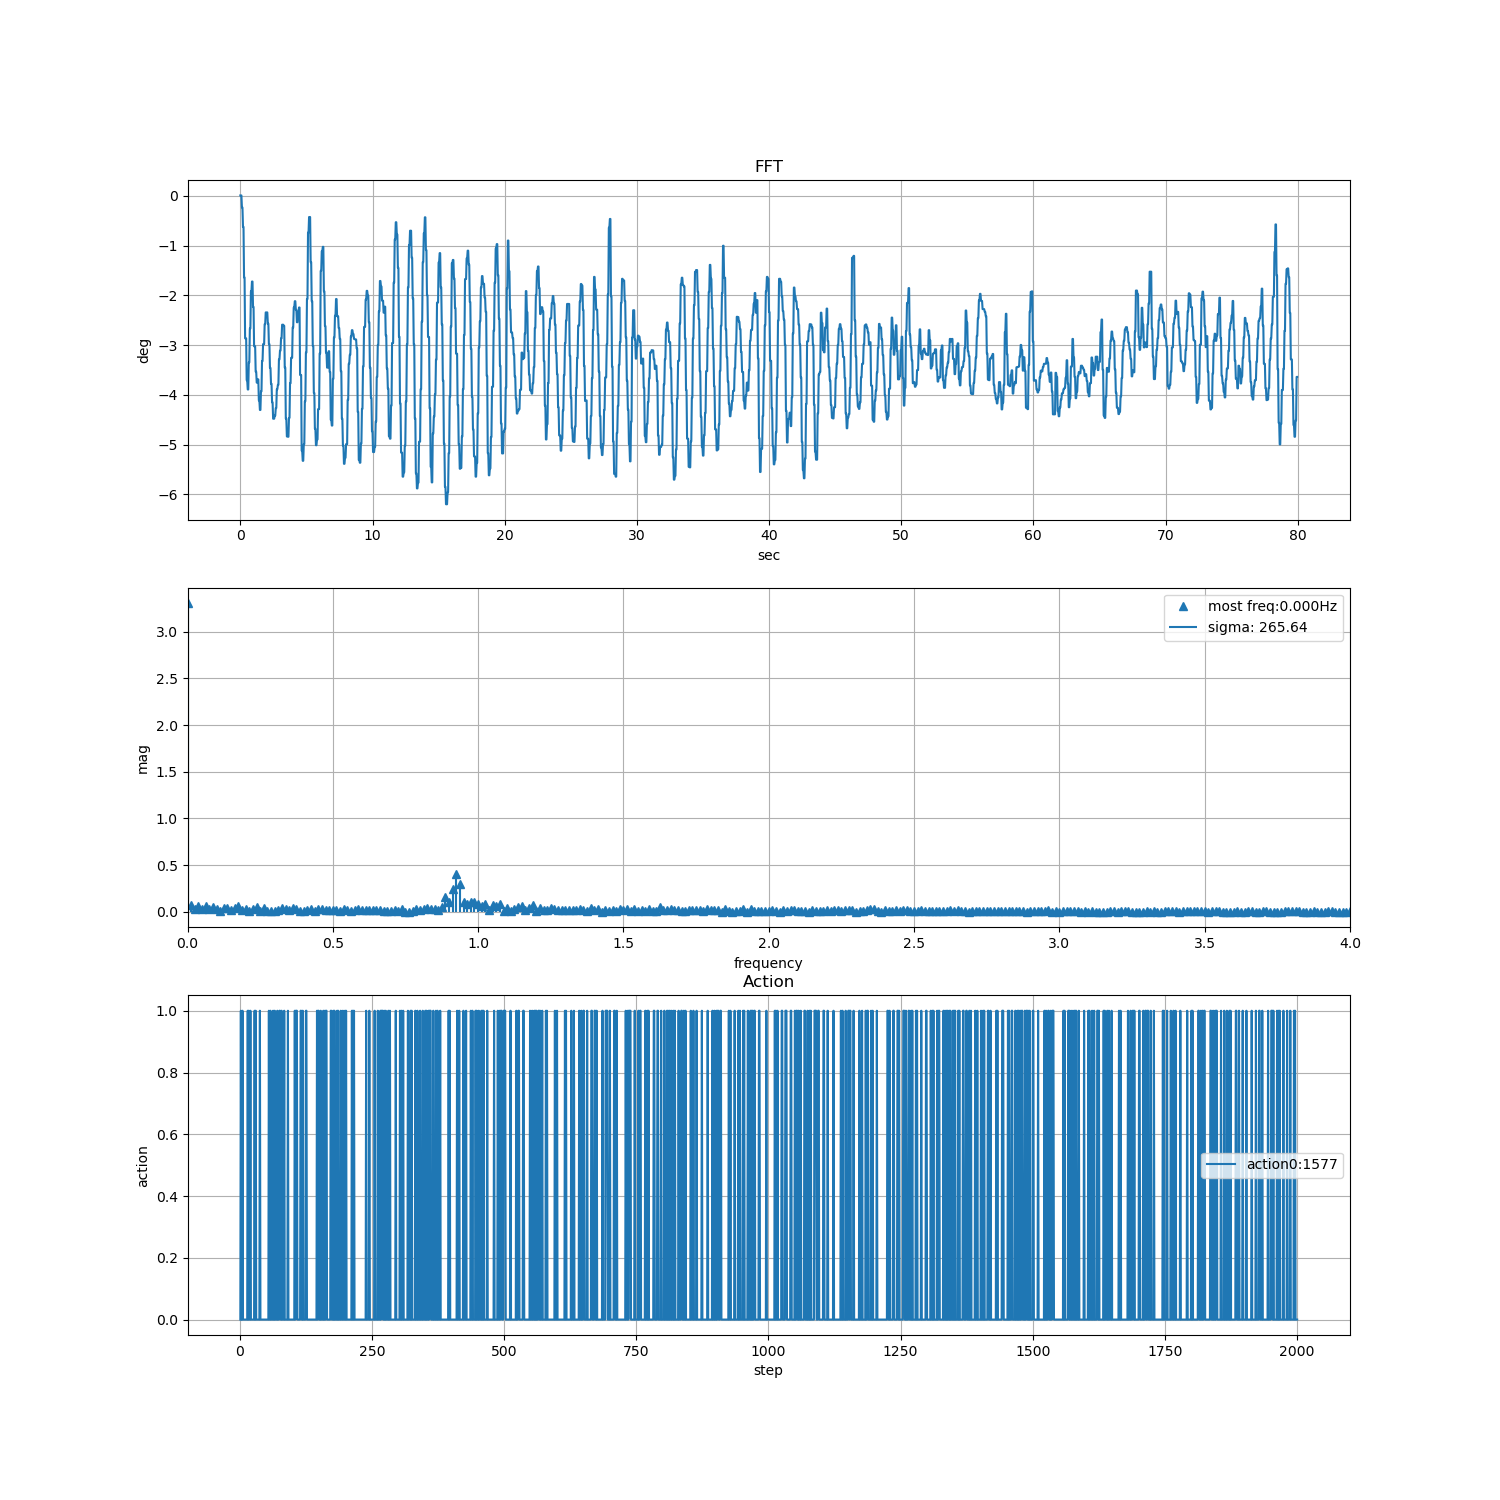 FFT
0
−1
−2
−3
−4
−5
−6
deg
0 10 20 30 40 50 60 70 80
sec
most freq:0.000Hz
sigma: 265.64
3.0
2.5
2.0
1.5
1.0
0.5
0.0
mag
0.0 0.5 1.0 1.5 2.0 2.5 3.0 3.5 4.0
frequency
Action
1.0
0.8
0.6
0.4
0.2
0.0
action
action0:1577
0 250 500 750 1000 1250 1500 1750 2000
step